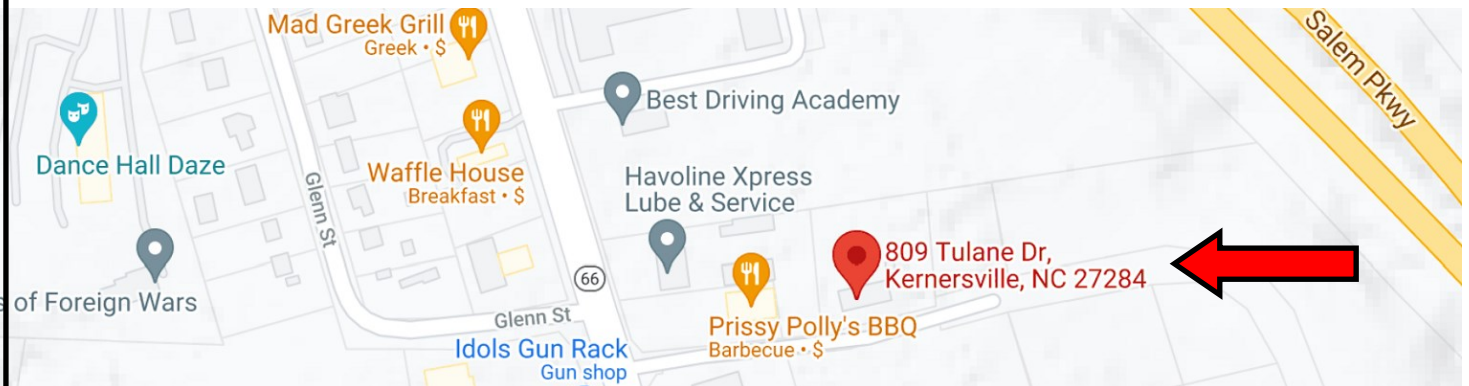 Mad Greek Grill
Greek • $
Salem Pkwy
Best Driving Academy
Dance Hall Daze
Waffle House
Breakfast • $
Glenn St
Havoline Xpress
Lube & Service
809 Tulane Dr,
Kernersville, NC 27284
66
of Foreign Wars
Glenn St
Prissy Polly's BBQ
Barbecue • $
Idols Gun Rack
Gun shop